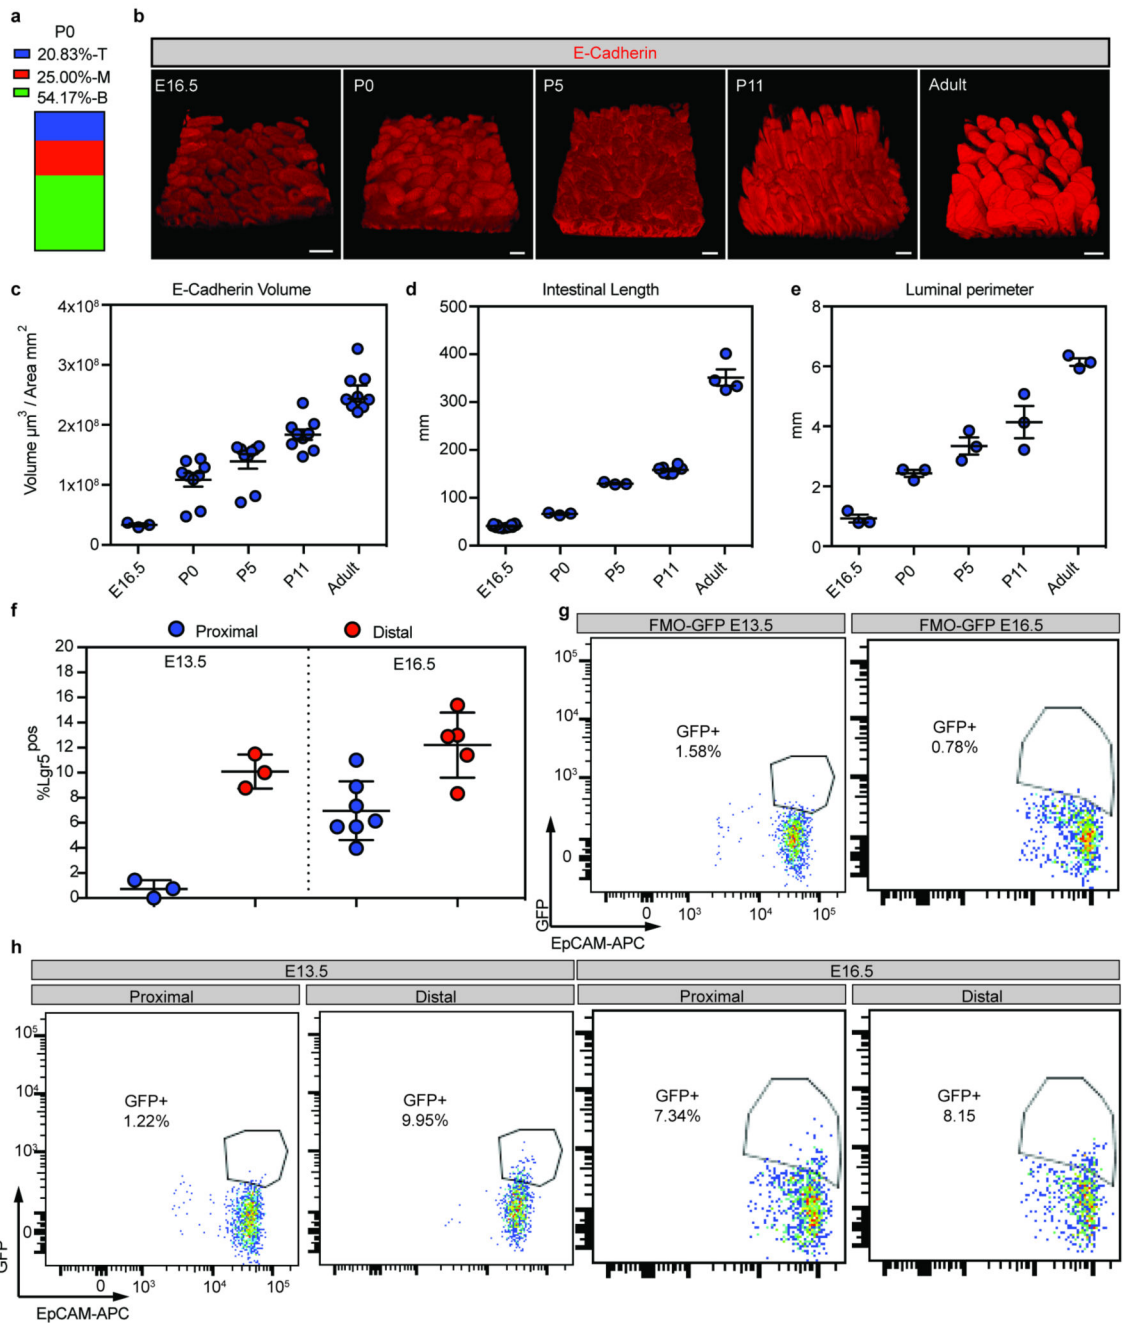 a
P0
20.83%-T
25.00%-M
54.17%-B
b
E-Cadherin
E16.5
P0
P5
P11
Adult
c
E-Cadherin Volume
Volume µm³ / Area mm²
4x10⁸
3x10⁸
2x10⁸
1x10⁸
0
E16.5
P0
P5
P11
Adult
d
Intestinal Length
mm
500
400
300
200
100
0
E16.5
P0
P5
P11
Adult
e
Luminal perimeter
mm
8
6
4
2
0
E16.5
P0
P5
P11
Adult
f
Proximal
Distal
%Lgr5ᵖᵒˢ
20
18
16
14
12
10
8
6
4
2
0
E13.5
E16.5
g
FMO-GFP E13.5
FMO-GFP E16.5
10⁵
10⁴
10³
0
GFP+
1.58%
GFP+
0.78%
0
10³
10⁴
10⁵
GFP
EpCAM-APC
h
E13.5
E16.5
Proximal
Distal
Proximal
Distal
10⁵
10⁴
10³
0
GFP+
1.22%
GFP+
9.95%
GFP+
7.34%
GFP+
8.15
0
10³
10⁴
10⁵
GFP
EpCAM-APC